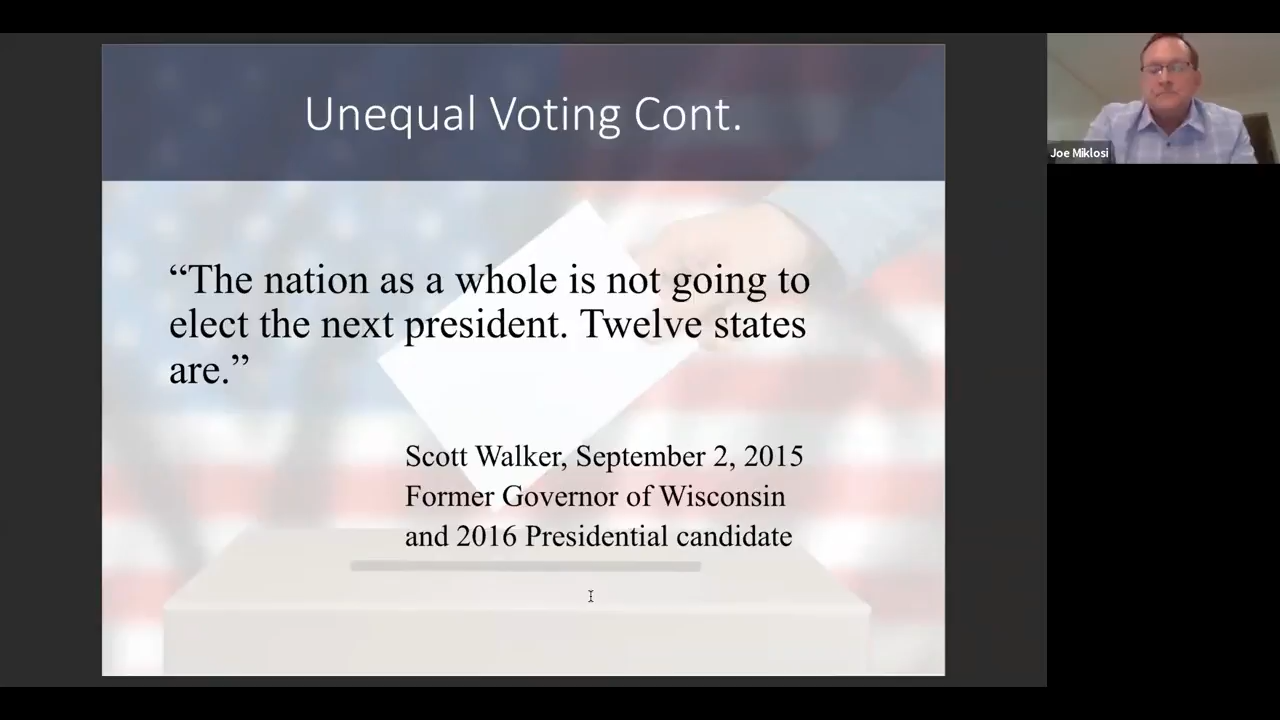 Unequal Voting Cont.
“The nation as a whole is not going to
elect the next president. Twelve states
are.”
Scott Walker, September 2, 2015
Former Governor of Wisconsin
and 2016 Presidential candidate
Joe Miklosi